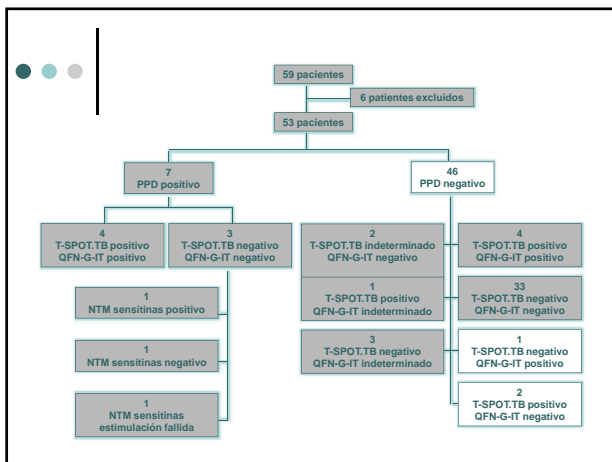 59 pacientes
6 patientes excluidos
53 pacientes
7
PPD positivo
46
PPD negativo
4
T-SPOT.TB positivo
QFN-G-IT positivo
3
T-SPOT.TB negativo
QFN-G-IT negativo
2
T-SPOT.TB indeterminado
QFN-G-IT negativo
4
T-SPOT.TB positivo
QFN-G-IT positivo
1
NTM sensitinas positivo
1
T-SPOT.TB positivo
QFN-G-IT indeterminado
33
T-SPOT.TB negativo
QFN-G-IT negativo
1
NTM sensitinas negativo
3
T-SPOT.TB negativo
QFN-G-IT indeterminado
1
T-SPOT.TB negativo
QFN-G-IT positivo
1
NTM sensitinas
estimulación fallida
2
T-SPOT.TB positivo
QFN-G-IT negativo